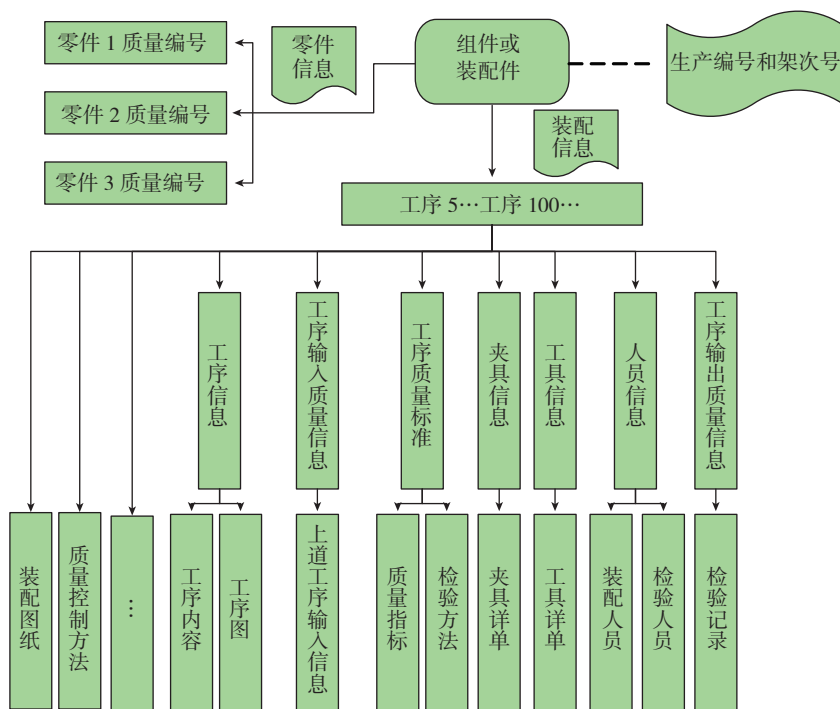 零件 1 质量编号
零件
信息
组件或
装配件
生产编号和架次号
零件 2 质量编号
装配
信息
零件 3 质量编号
工序 5…工序 100…
工序信息
工序输入质量信息
工序质量标准
夹具信息
工具信息
人员信息
工序输出质量信息
装配图纸
质量控制方法
…
工序内容
工序图
上道工序输入信息
质量指标
检验方法
夹具详单
工具详单
装配人员
检验人员
检验记录